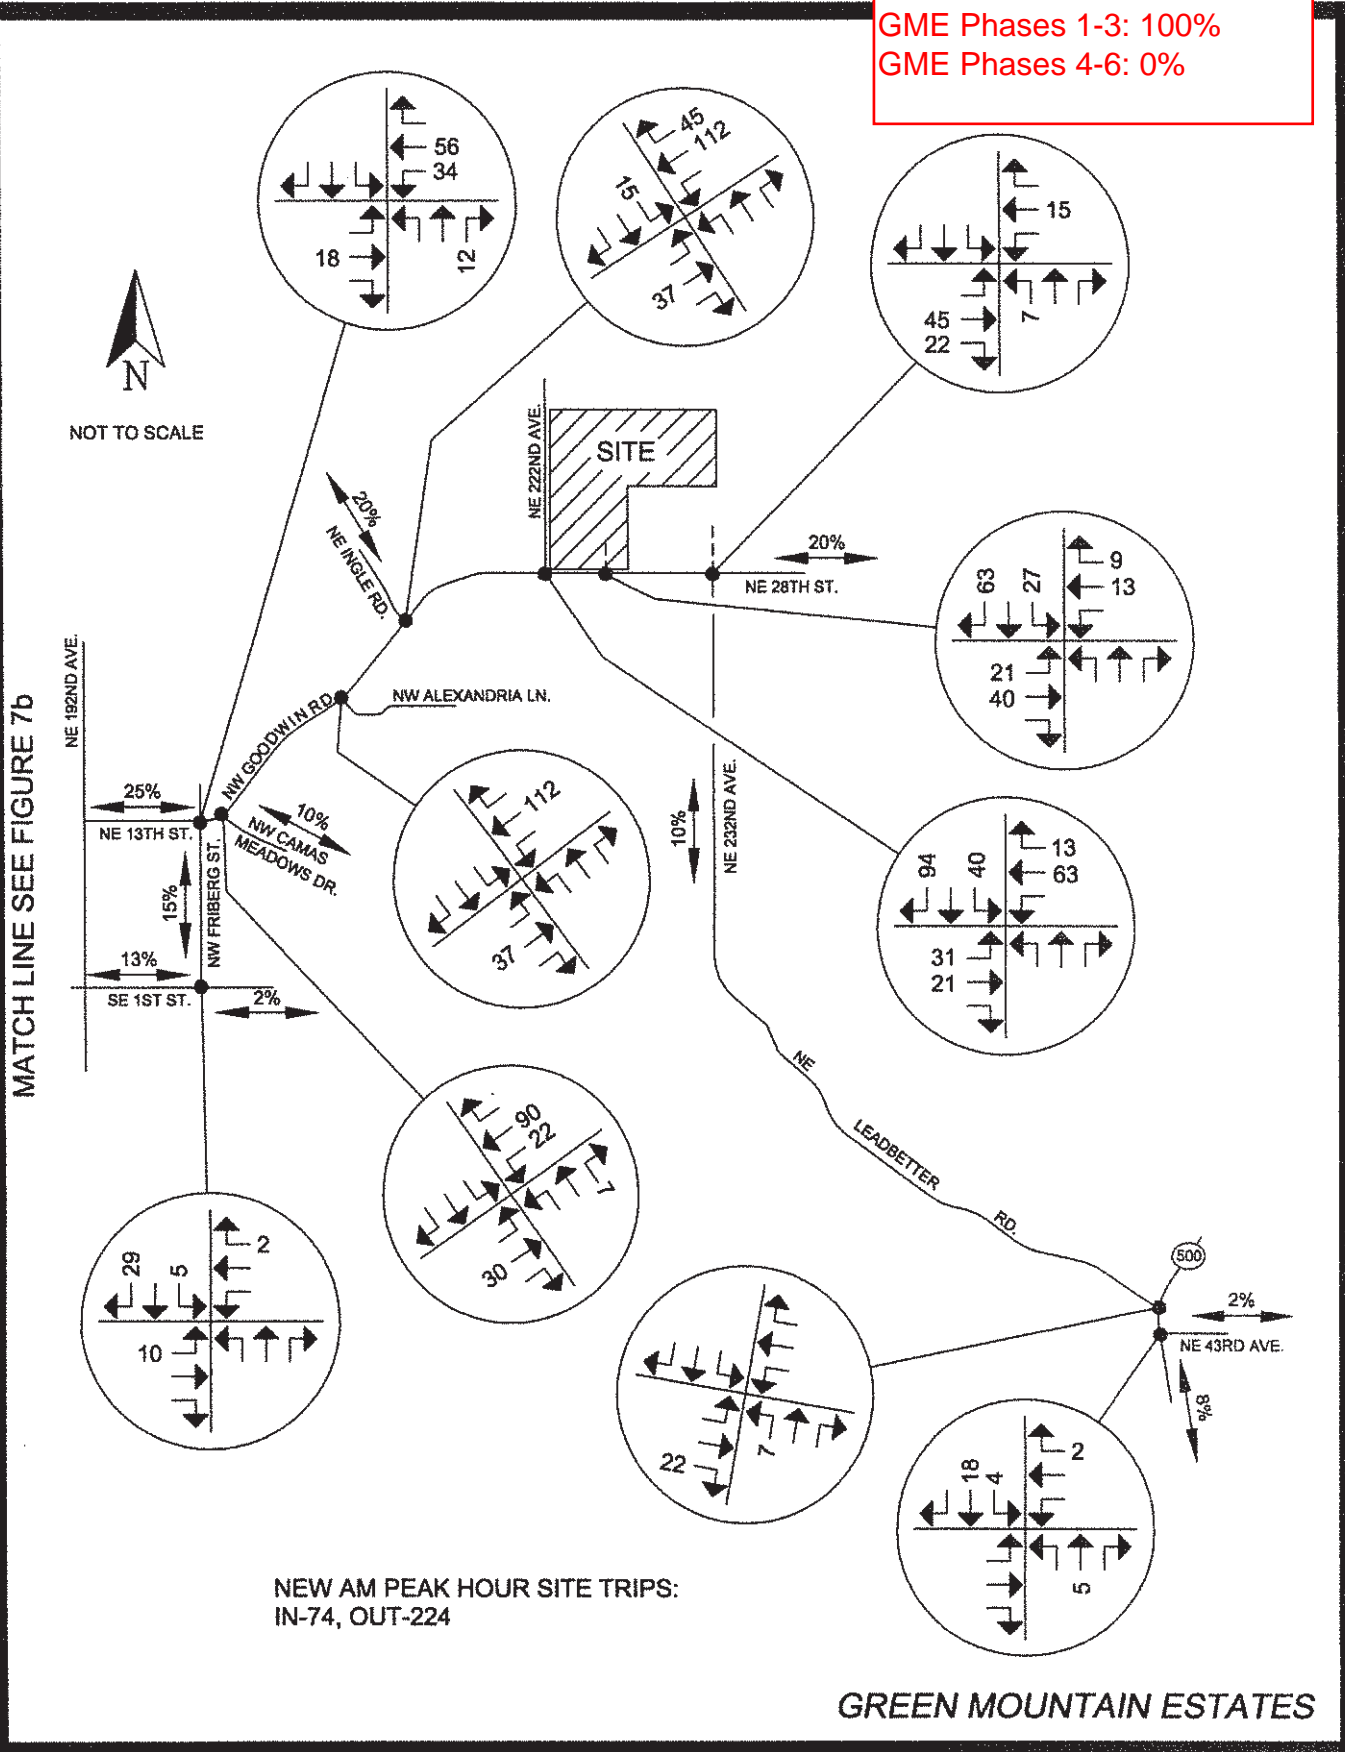 GME Phases 1-3: 100%
GME Phases 4-6: 0%
56
34
18
12
45
112
15
37
15
45
22
7
N
NOT TO SCALE
NE 222ND AVE.
SITE
20%
NE INGLE RD.
20%
NE 28TH ST.
63
27
9
13
21
40
MATCH LINE SEE FIGURE 7b
NE 192ND AVE.
NW ALEXANDRIA LN.
NW GOODWIN RD.
25%
NE 13TH ST.
10%
NW CAMAS
MEADOWS DR.
15%
NW FRIBERG ST.
13%
SE 1ST ST.
2%
112
37
10%
NE 232ND AVE.
94
40
13
63
31
21
NE
LEADBETTER
RD.
90
22
7
30
29
5
2
10
500
2%
NE 43RD AVE.
8%
22
7
18
4
2
5
NEW AM PEAK HOUR SITE TRIPS:
IN-74, OUT-224
GREEN MOUNTAIN ESTATES